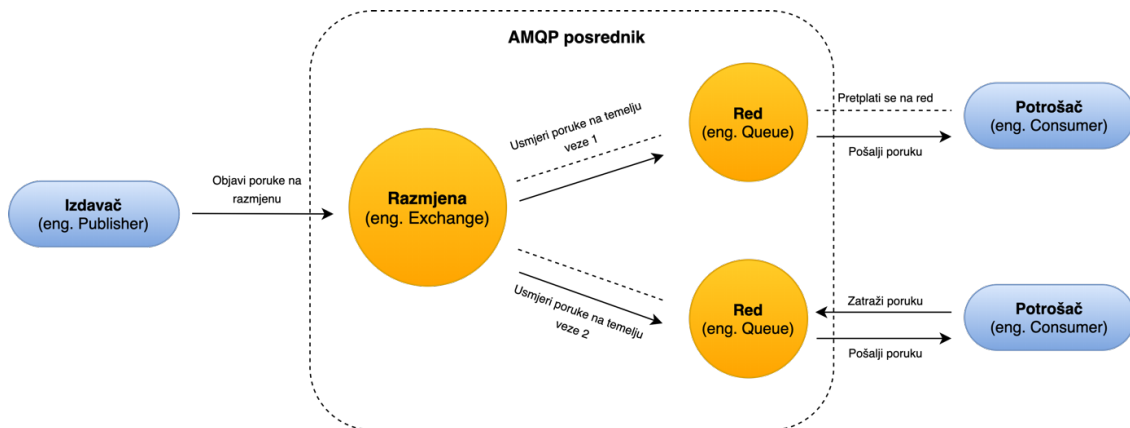 AMQP posrednik
Izdavač
(eng. Publisher)
Objavi poruke na
razmjenu
Razmjena
(eng. Exchange)
Usmjeri poruke na temelju
veze 1
Usmjeri poruke na temelju
veze 2
Red
(eng. Queue)
Pretplati se na red
Pošalji poruku
Potrošač
(eng. Consumer)
Red
(eng. Queue)
Zatraži poruku
Pošalji poruku
Potrošač
(eng. Consumer)